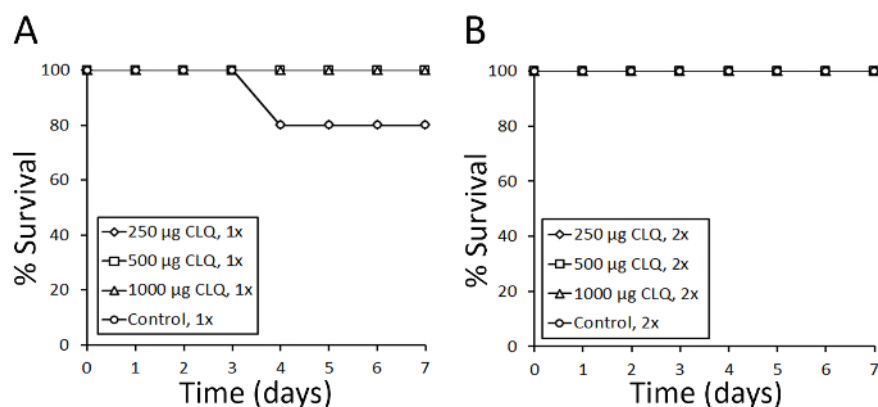 A
% Survival
100
80
60
40
20
0
250 µg CLQ, 1x
500 µg CLQ, 1x
1000 µg CLQ, 1x
Control, 1x
0 1 2 3 4 5 6 7
Time (days)
B
% Survival
100
80
60
40
20
0
250 µg CLQ, 2x
500 µg CLQ, 2x
1000 µg CLQ, 2x
Control, 2x
0 1 2 3 4 5 6 7
Time (days)